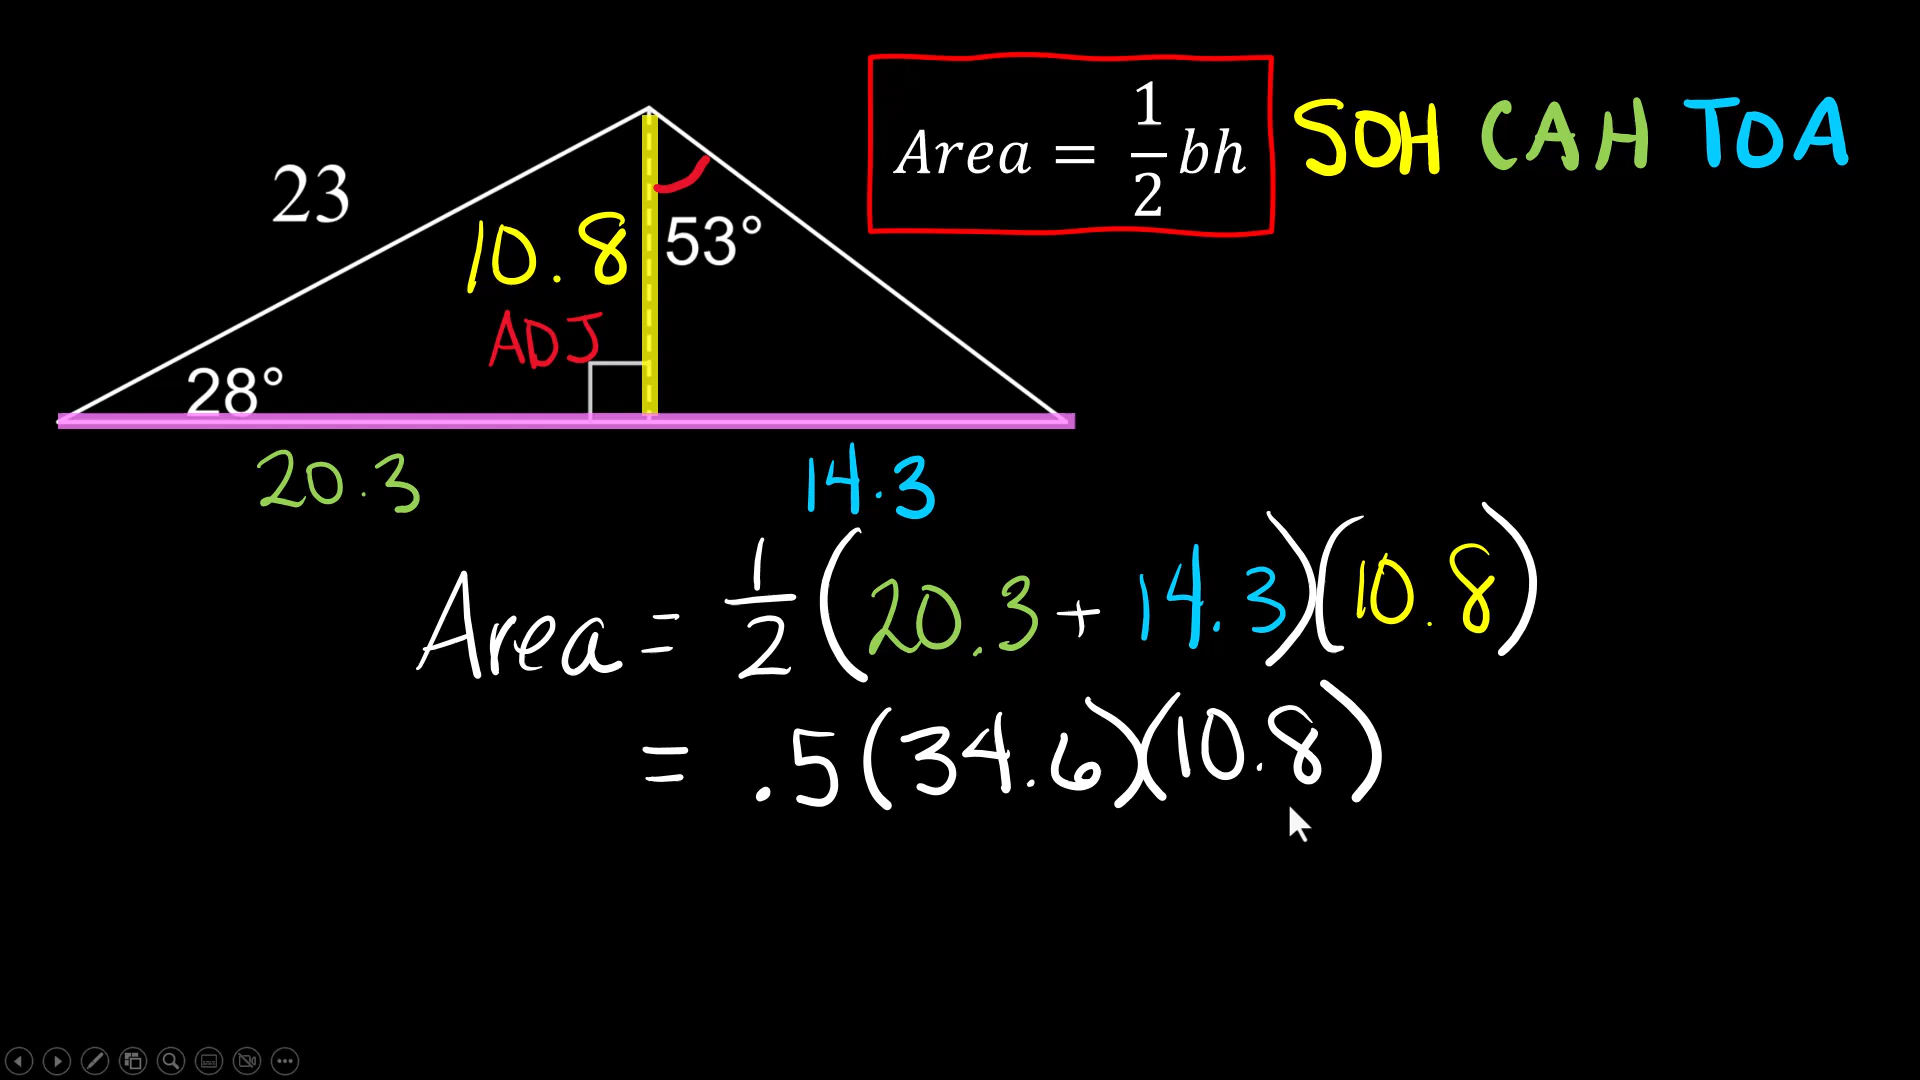 Area = 1/2 bh SOH CAH TOA
23
10.8 53°
ADJ
28°
20.3 14.3
Area = 1/2 (20.3 + 14.3)(10.8)
= .5(34.6)(10.8)